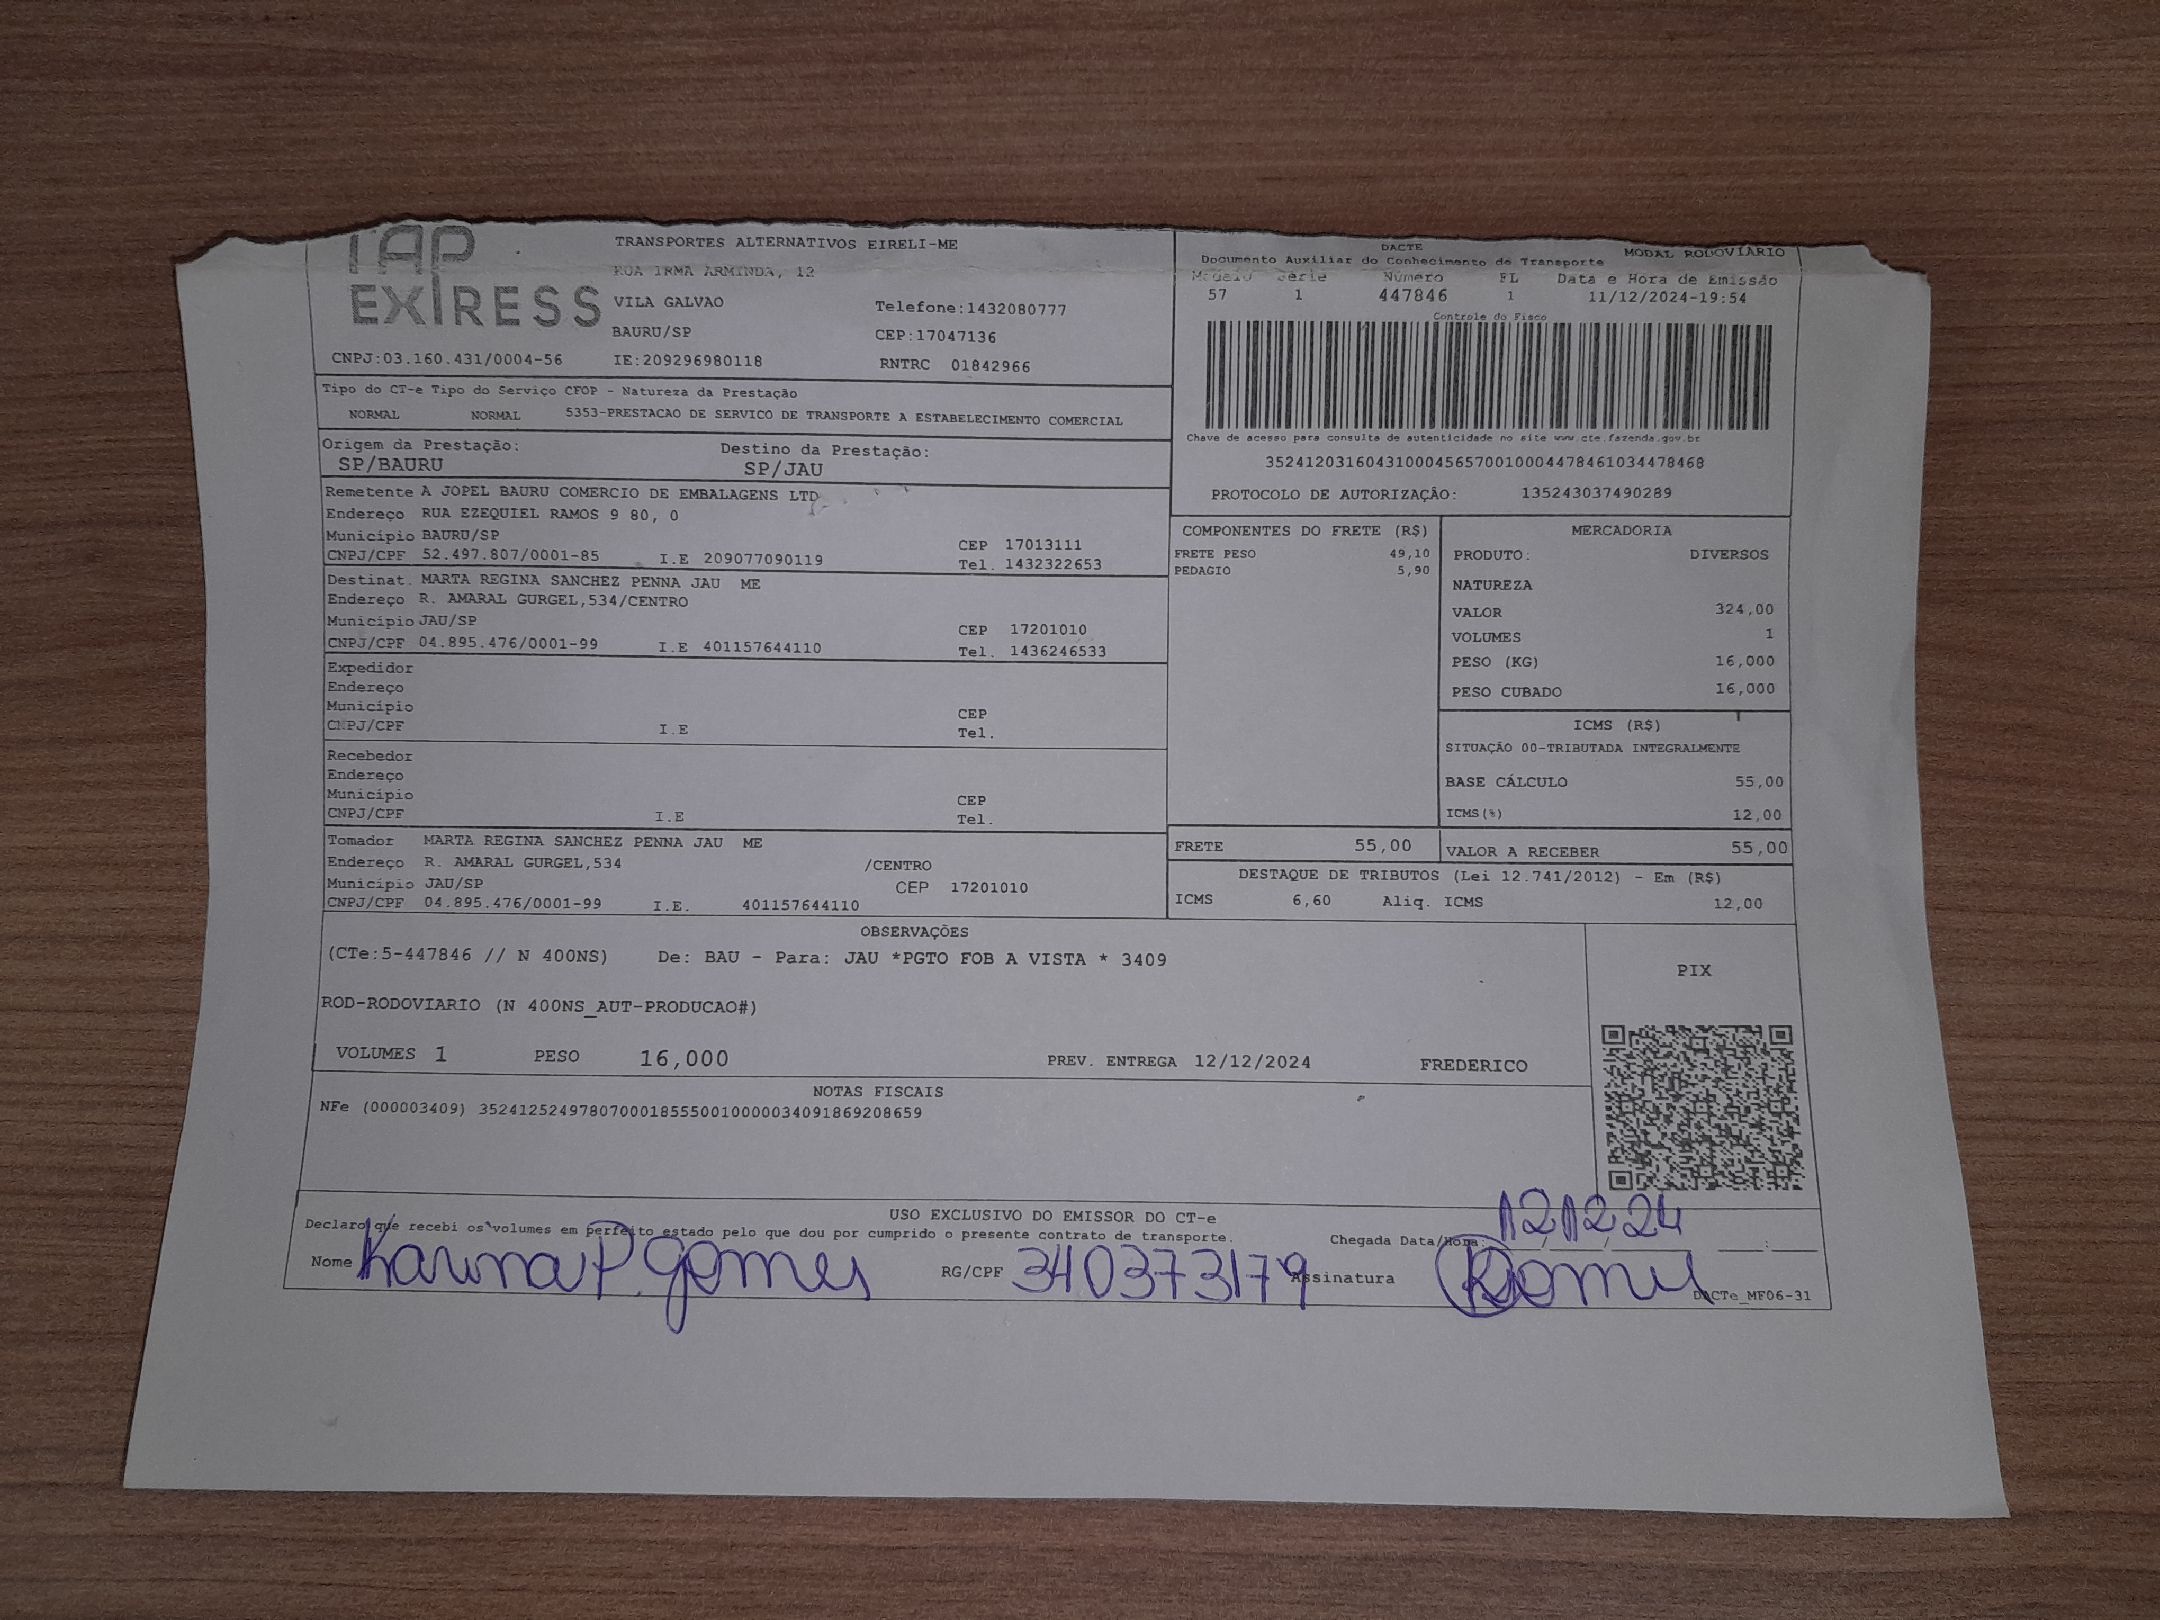 TAP
EXPRESS
TRANSPORTES ALTERNATIVOS EIRELI-ME
RUA IRMA ARMINDA, 12
VILA GALVAO Telefone:1432080777
BAURU/SP CEP:17047136
CNPJ:03.160.431/0004-56 IE:209296980118 RNTRC 01842966
DACTE MODAL RODOVIÁRIO
Documento Auxiliar do Conhecimento de Transporte
Modelo Série Número FL Data e Hora de Emissão
57 1 447846 1 11/12/2024-19:54
Controle do Fisco
Chave de acesso para consulta de autenticidade no site www.cte.fazenda.gov.br
35241203160431000456570010004478461034478468
PROTOCOLO DE AUTORIZAÇÂO: 135243037490289
Tipo do CT-e Tipo do Serviço CFOP - Natureza da Prestação
NORMAL NORMAL 5353-PRESTACAO DE SERVICO DE TRANSPORTE A ESTABELECIMENTO COMERCIAL
Origem da Prestação: Destino da Prestação:
SP/BAURU SP/JAU
Remetente A JOPEL BAURU COMERCIO DE EMBALAGENS LTD
Endereço RUA EZEQUIEL RAMOS 9 80, 0
Município BAURU/SP CEP 17013111
CNPJ/CPF 52.497.807/0001-85 I.E 209077090119 Tel. 1432322653
Destinat. MARTA REGINA SANCHEZ PENNA JAU ME
Endereço R. AMARAL GURGEL,534/CENTRO
Município JAU/SP CEP 17201010
CNPJ/CPF 04.895.476/0001-99 I.E 401157644110 Tel. 1436246533
Expedidor
Endereço
Município CEP
CNPJ/CPF I.E Tel.
Recebedor
Endereço
Município CEP
CNPJ/CPF I.E Tel.
Tomador MARTA REGINA SANCHEZ PENNA JAU ME
Endereço R. AMARAL GURGEL,534 /CENTRO
Município JAU/SP CEP 17201010
CNPJ/CPF 04.895.476/0001-99 I.E. 401157644110
COMPONENTES DO FRETE (R$)
FRETE PESO 49,10
PEDAGIO 5,90
MERCADORIA
PRODUTO: DIVERSOS
NATUREZA
VALOR 324,00
VOLUMES 1
PESO (KG) 16,000
PESO CUBADO 16,000
ICMS (R$)
SITUAÇÃO 00-TRIBUTADA INTEGRALMENTE
BASE CÁLCULO 55,00
ICMS(%) 12,00
FRETE 55,00 VALOR A RECEBER 55,00
DESTAQUE DE TRIBUTOS (Lei 12.741/2012) - Em (R$)
ICMS 6,60 Aliq. ICMS 12,00
OBSERVAÇÕES
(CTe:5-447846 // N 400NS) De: BAU - Para: JAU *PGTO FOB A VISTA * 3409
ROD-RODOVIARIO (N 400NS_AUT-PRODUCAO#)
VOLUMES 1 PESO 16,000 PREV. ENTREGA 12/12/2024 FREDERICO
PIX
NOTAS FISCAIS
NFe (000003409) 35241252497807000185550010000034091869208659
USO EXCLUSIVO DO EMISSOR DO CT-e
Declaro que recebi os volumes em perfeito estado pelo que dou por cumprido o presente contrato de transporte.
Chegada Data/Hora: 12/12/24 __:__
Nome Karina P. Gomes RG/CPF 340373179 Assinatura KGomes
DACTe_MF06-31